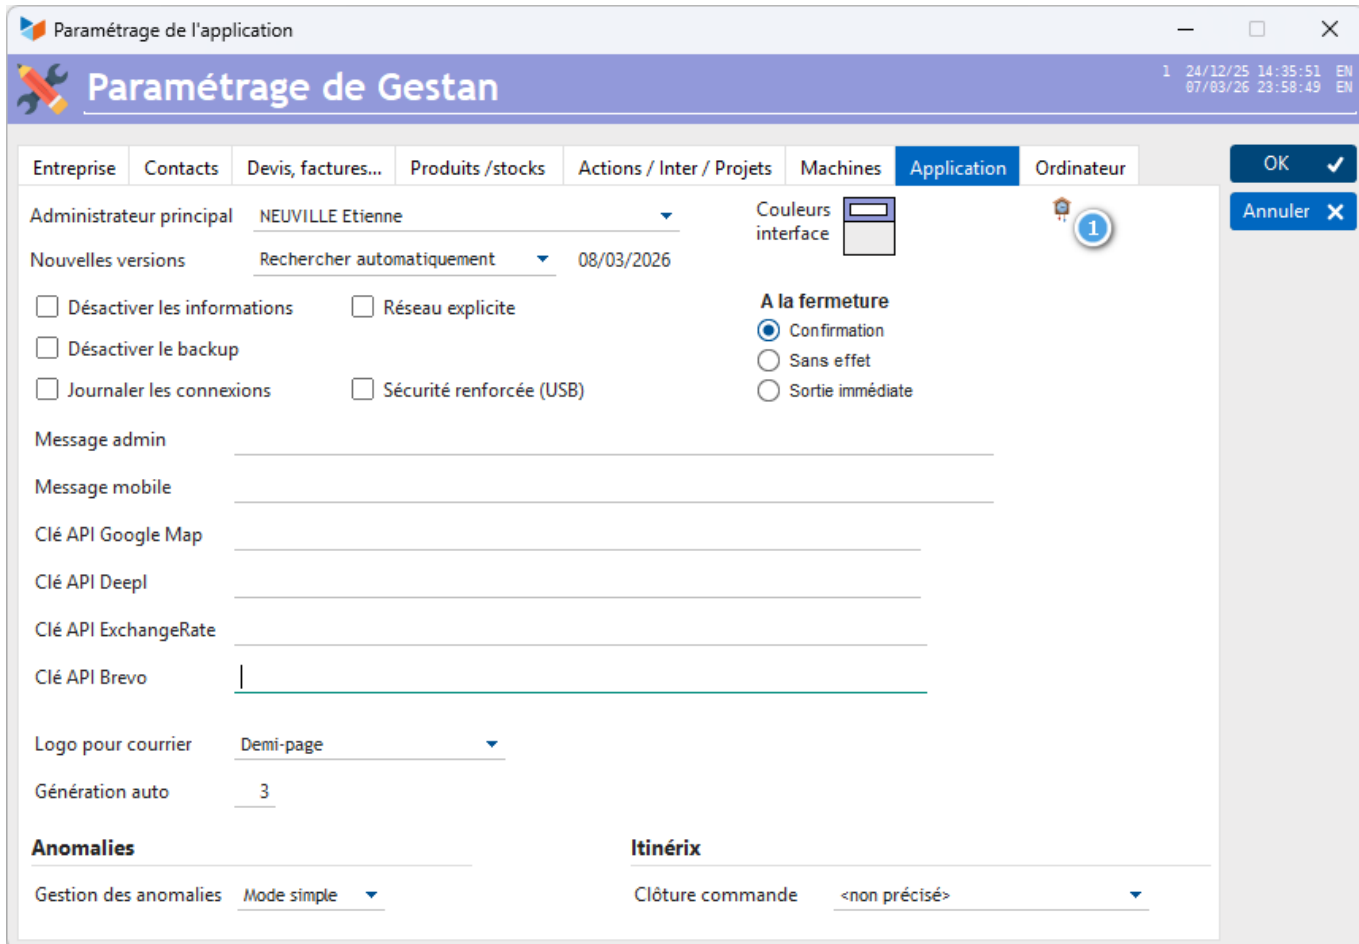 Paramétrage de l'application
Paramétrage de Gestan
1 24/12/25 14:35:51 EN
07/03/26 23:58:49 EN
Entreprise Contacts Devis, factures... Produits /stocks Actions / Inter / Projets Machines Application Ordinateur
OK
Annuler
Administrateur principal NEUVILLE Etienne
Couleurs interface
1
Nouvelles versions Rechercher automatiquement 08/03/2026
Désactiver les informations Réseau explicite
Désactiver le backup
Journaler les connexions Sécurité renforcée (USB)
A la fermeture
Confirmation
Sans effet
Sortie immédiate
Message admin
Message mobile
Clé API Google Map
Clé API Deepl
Clé API ExchangeRate
Clé API Brevo
Logo pour courrier Demi-page
Génération auto 3
Anomalies
Gestion des anomalies Mode simple
Itinérix
Clôture commande <non précisé>